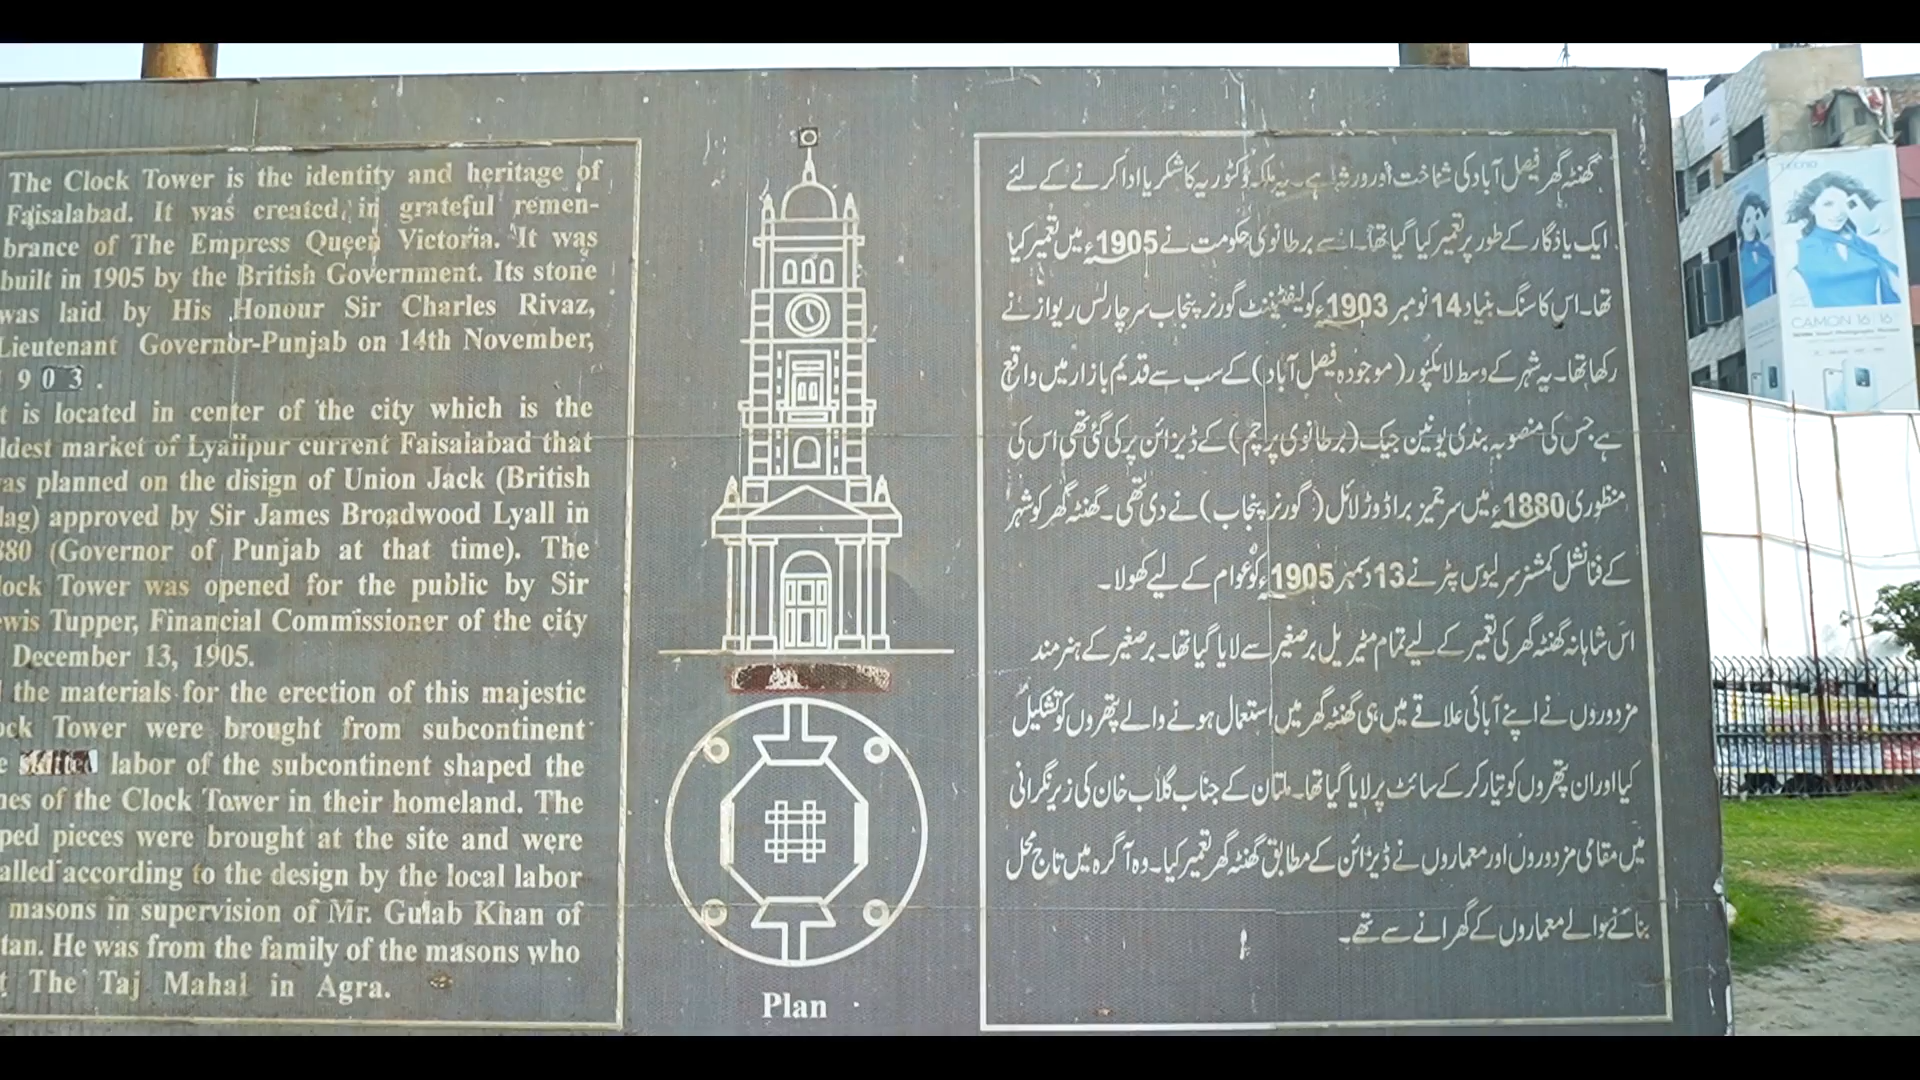 The Clock Tower is the identity and heritage of
Faisalabad. It was created in grateful remen-
brance of The Empress Queen Victoria. It was
built in 1905 by the British Government. Its stone
was laid by His Honour Sir Charles Rivaz,
Lieutenant Governor-Punjab on 14th November,
903.
t is located in center of the city which is the
ldest market of Lyallpur current Faisalabad that
as planned on the disign of Union Jack (British
lag) approved by Sir James Broadwood Lyall in
880 (Governor of Punjab at that time). The
lock Tower was opened for the public by Sir
ewis Tupper, Financial Commissioner of the city
December 13, 1905.
the materials for the erection of this majestic
ock Tower were brought from subcontinent
e skilled labor of the subcontinent shaped the
nes of the Clock Tower in their homeland. The
ped pieces were brought at the site and were
alled according to the design by the local labor
masons in supervision of Mr. Gulab Khan of
tan. He was from the family of the masons who
t The Taj Mahal in Agra.
Plan
گھنٹہ گھر فیصل آباد کی شناخت اور ورثہ ہے۔ یہ ملکہ وکٹوریہ کا شکریا ادا کرنے کے لئے
ایک یادگار کے طور پر تعمیر کیا گیا تھا۔ اسے برطانوی حکومت نے 1905ء میں تعمیر کیا
تھا۔ اس کا سنگ بنیاد 14 نومبر 1903ء کو لیفٹیننٹ گورنر پنجاب سر چارلس ریواز نے
رکھا تھا۔ یہ شہر کے وسط لائلپور (موجودہ فیصل آباد) کے سب سے قدیم بازار میں واقع
ہے جس کی منصوبہ بندی یونین جیک (برطانوی پرچم) کے ڈیزائن پر کی گئی تھی اس کی
منظوری 1880ء میں سر جمیز براڈوڈ لائل (گورنر پنجاب) نے دی تھی۔ گھنٹہ گھر کو شہر
کے فنانشل کمشنر سر لیوس ٹپر نے 13 دسمبر 1905ء کو عوام کے لیے کھولا۔
اس شاہانہ گھنٹہ گھر کی تعمیر کے لیے تمام مٹیریل برصغیر سے لایا گیا تھا۔ برصغیر کے ہنرمند
مزدوروں نے اپنے آبائی علاقے میں ہی گھنٹہ گھر میں استعمال ہونے والے پتھروں کو تشکیل
کیا اور ان پتھروں کو تیار کر کے سائٹ پر لایا گیا تھا۔ ملتان کے جناب گلاب خان کی زیر نگرانی
میں مقامی مزدوروں اور معماروں نے ڈیزائن کے مطابق گھنٹہ گھر تعمیر کیا۔ وہ آگرہ میں تاج محل
بنانے والے معماروں کے گھرانے سے تھے۔
TECNO
CAMON 16